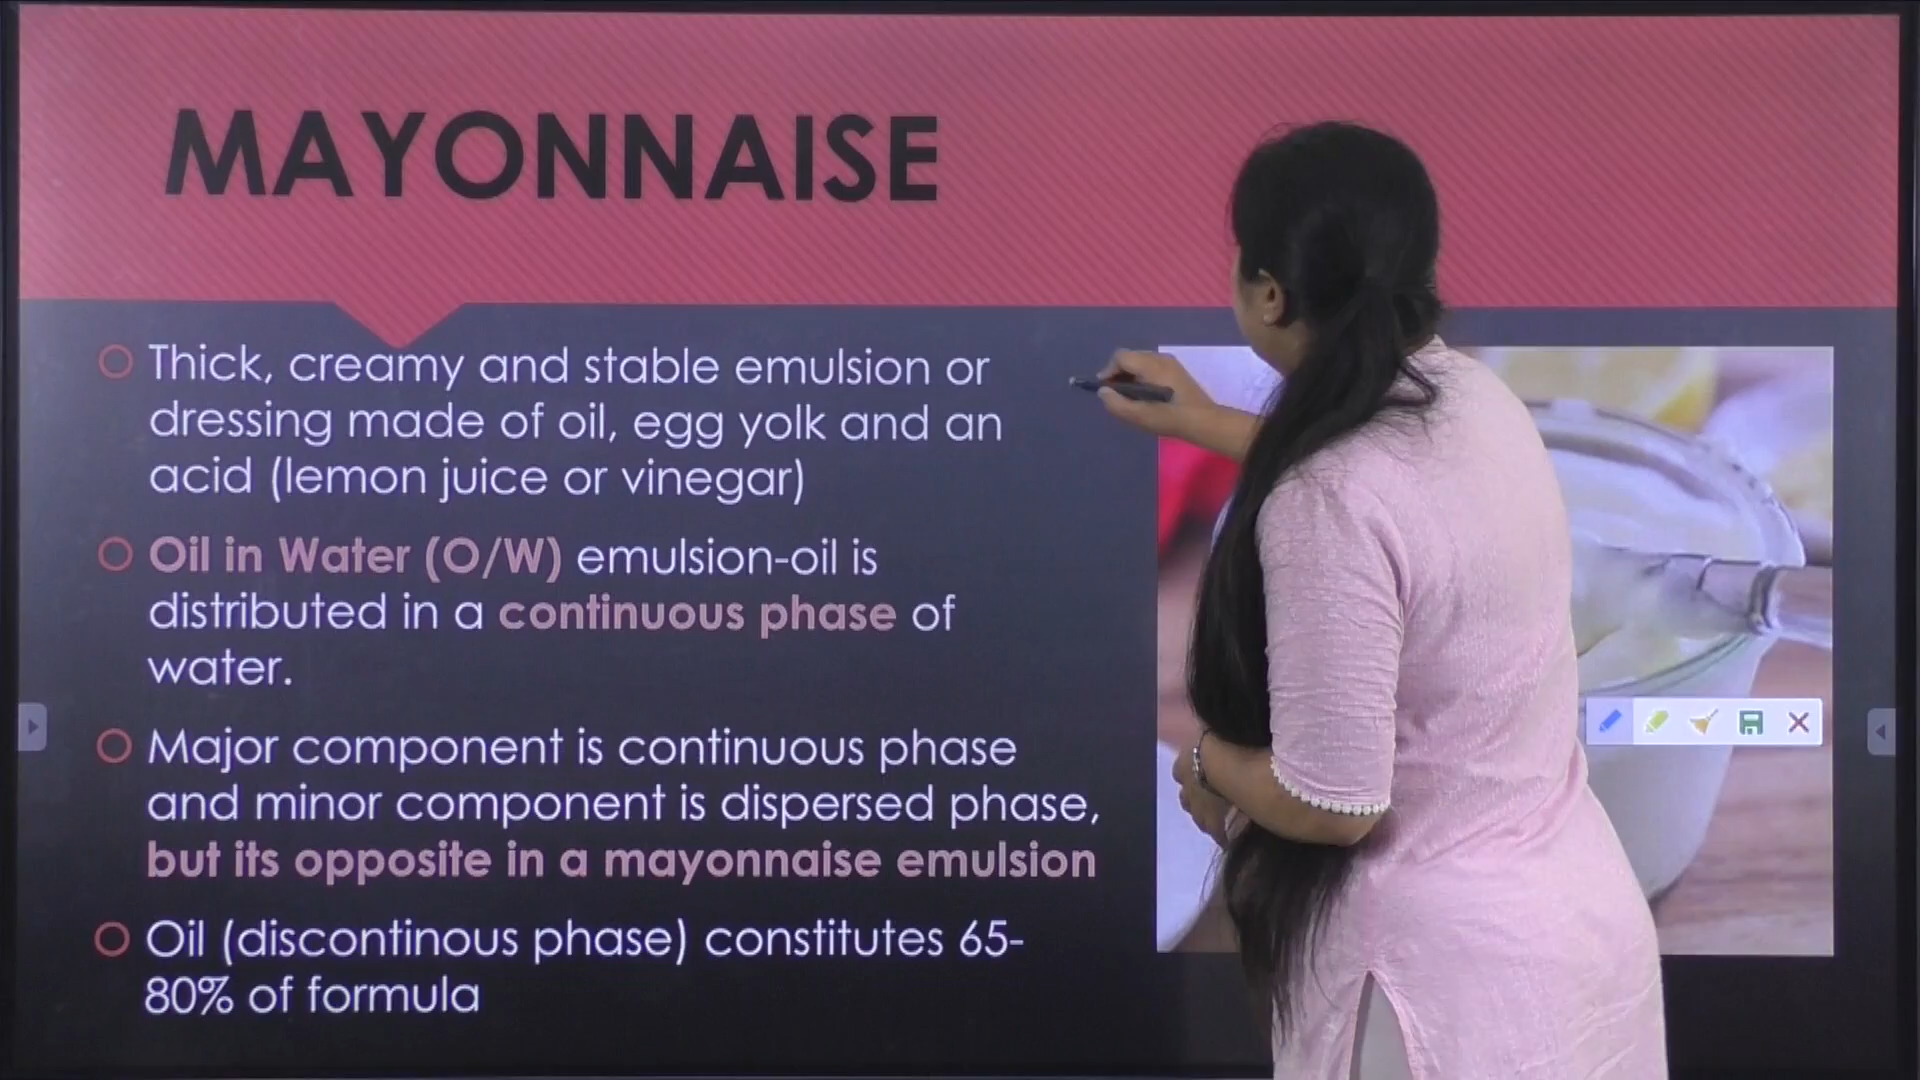 MAYONNAISE
Thick, creamy and stable emulsion or
dressing made of oil, egg yolk and an
acid (lemon juice or vinegar)
Oil in Water (O/W) emulsion-oil is
distributed in a continuous phase of
water.
Major component is continuous phase
and minor component is dispersed phase,
but its opposite in a mayonnaise emulsion
Oil (discontinous phase) constitutes 65-
80% of formula